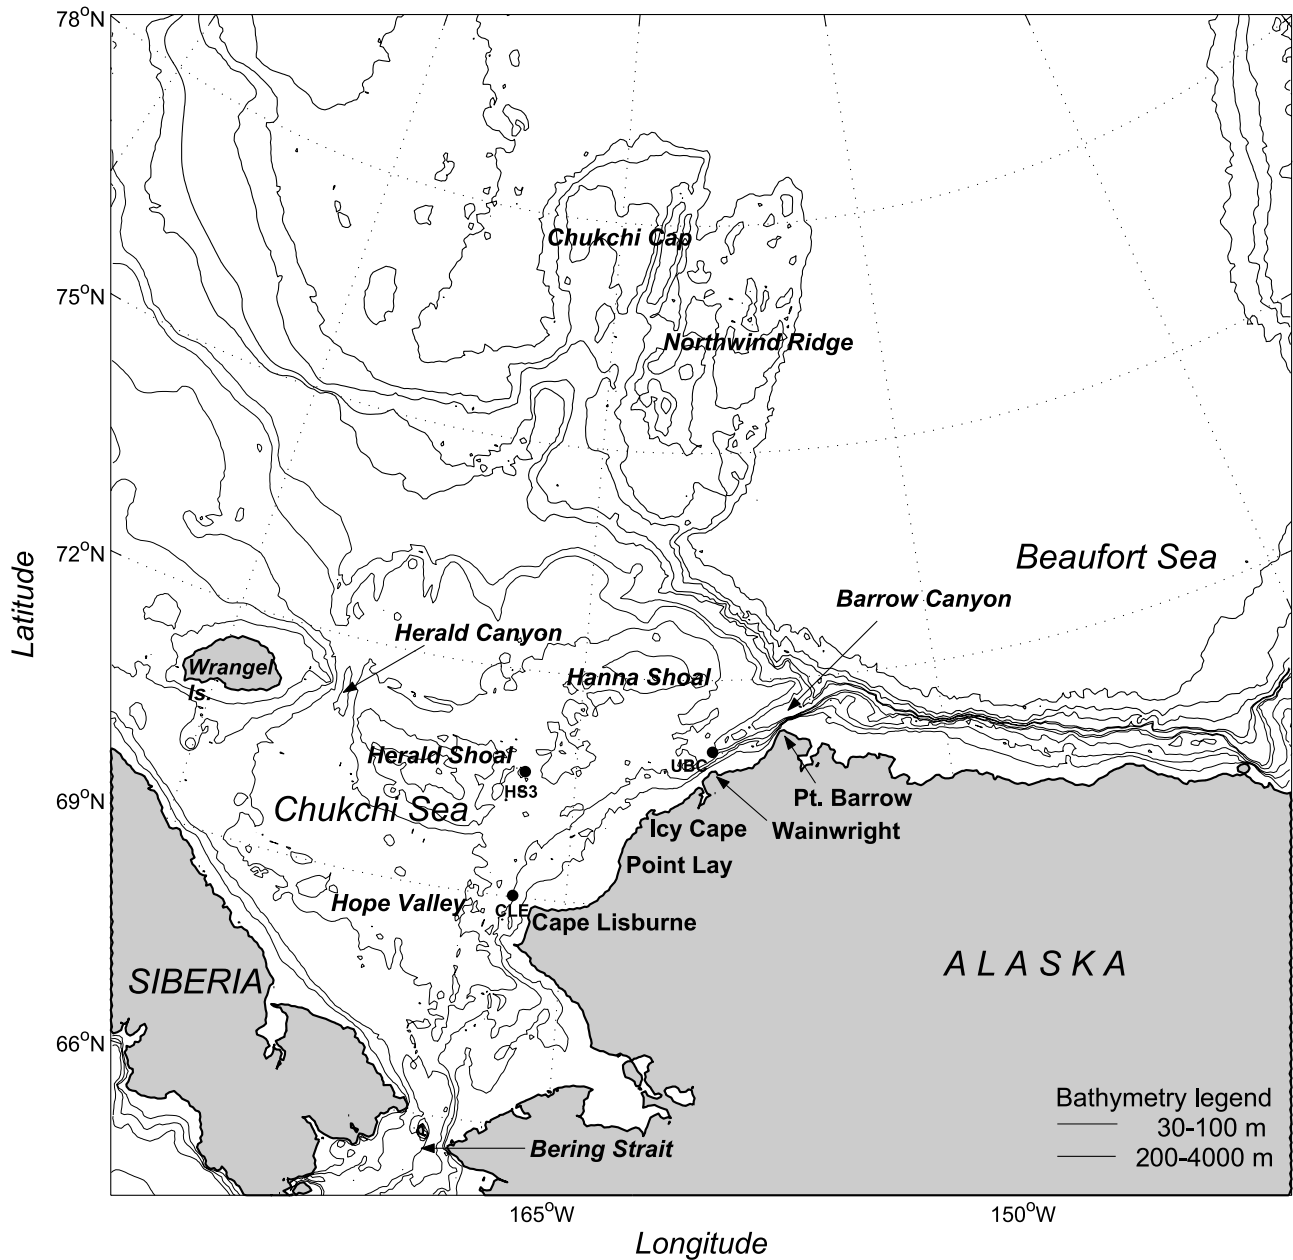 78°N
75°N
72°N
69°N
66°N
Latitude
Chukchi Cap
Northwind Ridge
Beaufort Sea
Barrow Canyon
Herald Canyon
Wrangel
Is.
Hanna Shoal
Herald Shoal
HS3
UBC
Chukchi Sea
Pt. Barrow
Wainwright
Icy Cape
Point Lay
Hope Valley
CLE
Cape Lisburne
SIBERIA
ALASKA
Bering Strait
Bathymetry legend
30-100 m
200-4000 m
165°W
150°W
Longitude